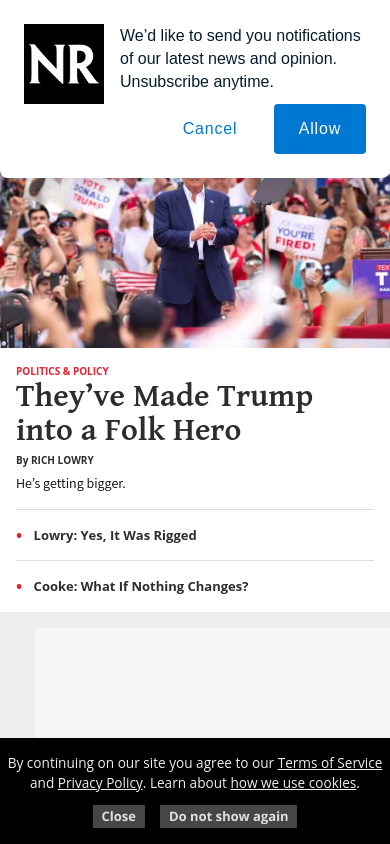 NR
We’d like to send you notifications
of our latest news and opinion.
Unsubscribe anytime.
Cancel
Allow
VOTE
DONALD
TRUMP
JOE BIDEN
YOU'RE
FIRED!
TEXT
T
POLITICS & POLICY
They’ve Made Trump
into a Folk Hero
By RICH LOWRY
He’s getting bigger.
• Lowry: Yes, It Was Rigged
• Cooke: What If Nothing Changes?
By continuing on our site you agree to our Terms of Service
and Privacy Policy. Learn about how we use cookies.
Close
Do not show again